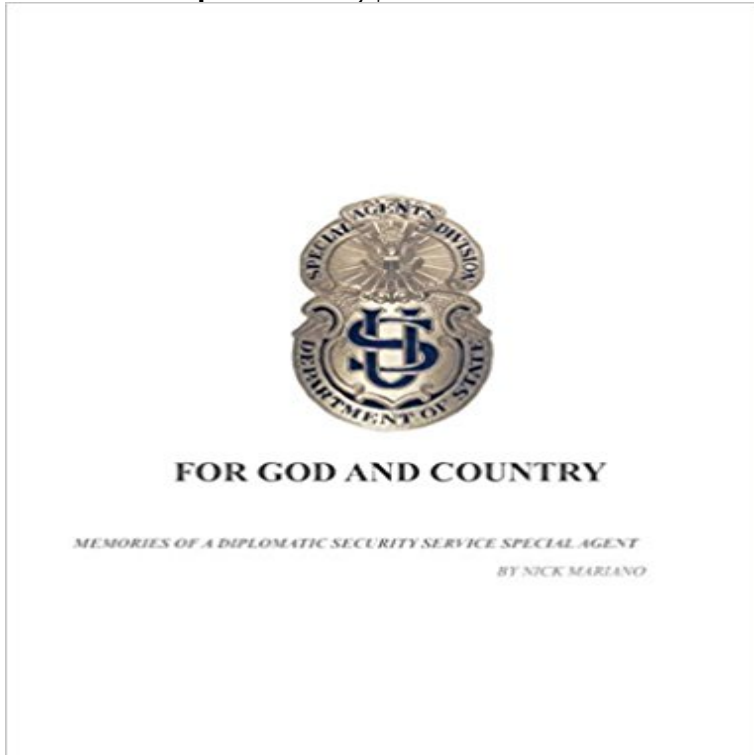 SPECIAL AGENTS DIVISION
US
DEPARTMENT OF STATE
FOR GOD AND COUNTRY
MEMORIES OF A DIPLOMATIC SECURITY SERVICE SPECIAL AGENT
BY NICK MARIANO